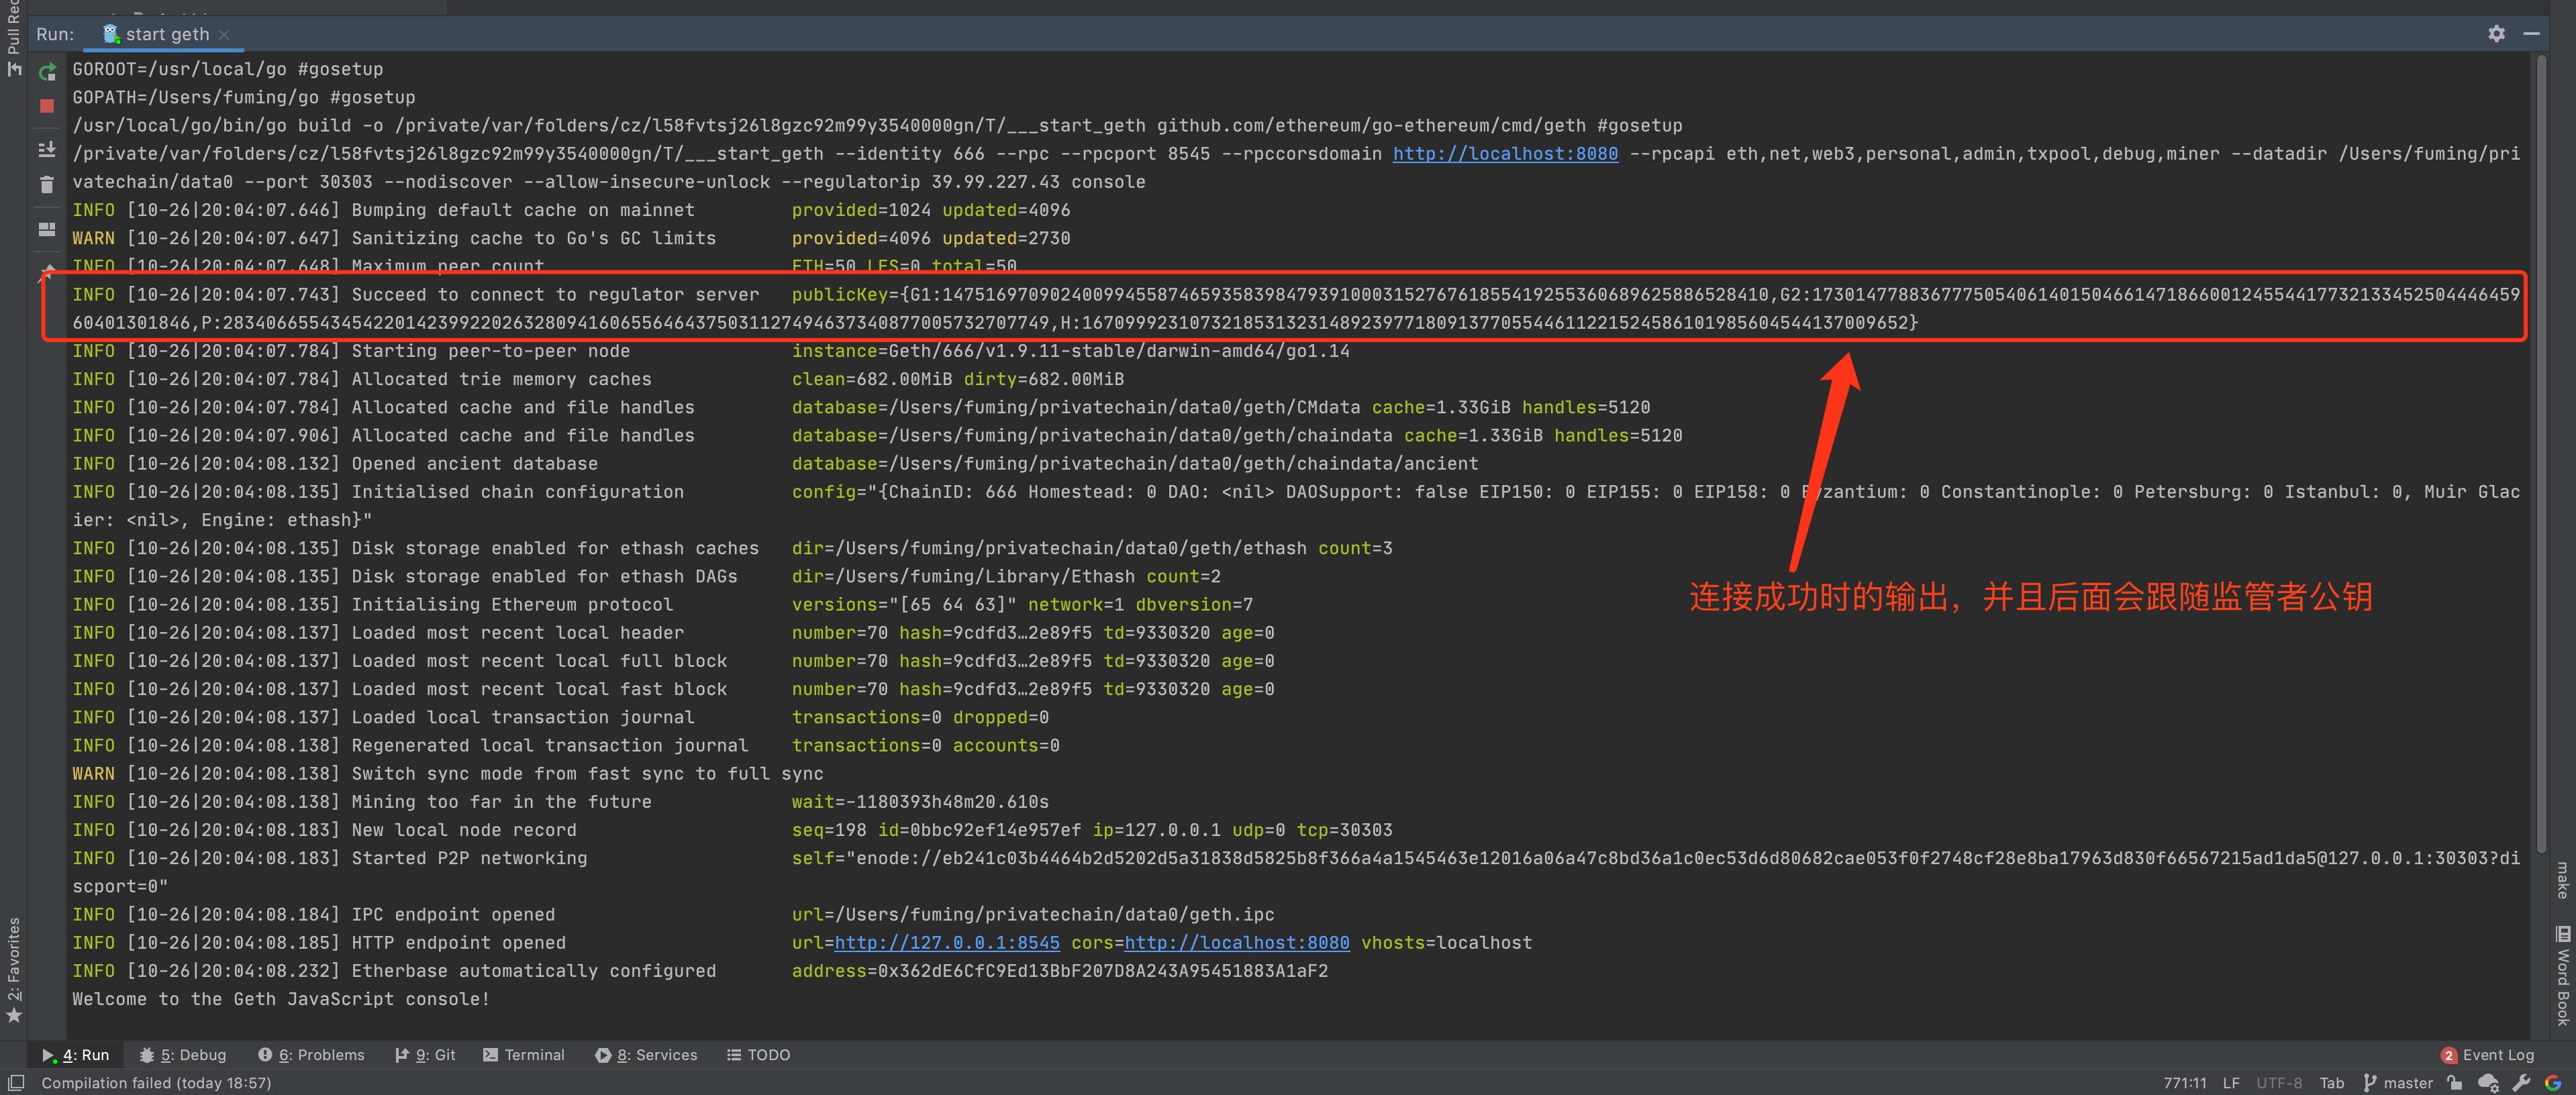 Pull Rec
Run: start geth
GOROOT=/usr/local/go #gosetup
GOPATH=/Users/fuming/go #gosetup
/usr/local/go/bin/go build -o /private/var/folders/cz/l58fvtsj26l8gzc92m99y3540000gn/T/___start_geth github.com/ethereum/go-ethereum/cmd/geth #gosetup
/private/var/folders/cz/l58fvtsj26l8gzc92m99y3540000gn/T/___start_geth --identity 666 --rpc --rpcport 8545 --rpccorsdomain http://localhost:8080 --rpcapi eth,net,web3,personal,admin,txpool,debug,miner --datadir /Users/fuming/pri
vatechain/data0 --port 30303 --nodiscover --allow-insecure-unlock --regulatorip 39.99.227.43 console
INFO [10-26|20:04:07.646] Bumping default cache on mainnet provided=1024 updated=4096
WARN [10-26|20:04:07.647] Sanitizing cache to Go's GC limits provided=4096 updated=2730
INFO [10-26|20:04:07.648] Maximum peer count ETH=50 LES=0 total=50
INFO [10-26|20:04:07.743] Succeed to connect to regulator server publicKey={G1:14751697090240099455874659358398479391000315276761855419255360689625886528410,G2:17301477883677750540614015046614718660012455441773213345250444645 9
60401301846,P:28340665543454220142399220263280941606556464375031127494637340877005732707749,H:16709992310732185313231489239771809137705544611221524586101985604544137009652}
INFO [10-26|20:04:07.784] Starting peer-to-peer node instance=Geth/666/v1.9.11-stable/darwin-amd64/go1.14
INFO [10-26|20:04:07.784] Allocated trie memory caches clean=682.00MiB dirty=682.00MiB
INFO [10-26|20:04:07.784] Allocated cache and file handles database=/Users/fuming/privatechain/data0/geth/CMdata cache=1.33GiB handles=5120
INFO [10-26|20:04:07.906] Allocated cache and file handles database=/Users/fuming/privatechain/data0/geth/chaindata cache=1.33GiB handles=5120
INFO [10-26|20:04:08.132] Opened ancient database database=/Users/fuming/privatechain/data0/geth/chaindata/ancient
INFO [10-26|20:04:08.135] Initialised chain configuration config="{ChainID: 666 Homestead: 0 DAO: <nil> DAOSupport: false EIP150: 0 EIP155: 0 EIP158: 0 Byzantium: 0 Constantinople: 0 Petersburg: 0 Istanbul: 0, Muir Glac
ier: <nil>, Engine: ethash}"
INFO [10-26|20:04:08.135] Disk storage enabled for ethash caches dir=/Users/fuming/privatechain/data0/geth/ethash count=3
INFO [10-26|20:04:08.135] Disk storage enabled for ethash DAGs dir=/Users/fuming/Library/Ethash count=2
连接成功时的输出，并且后面会跟随监管者公钥
INFO [10-26|20:04:08.135] Initialising Ethereum protocol versions="[65 64 63]" network=1 dbversion=7
INFO [10-26|20:04:08.137] Loaded most recent local header number=70 hash=9cdfd3…2e89f5 td=9330320 age=0
INFO [10-26|20:04:08.137] Loaded most recent local full block number=70 hash=9cdfd3…2e89f5 td=9330320 age=0
INFO [10-26|20:04:08.137] Loaded most recent local fast block number=70 hash=9cdfd3…2e89f5 td=9330320 age=0
INFO [10-26|20:04:08.137] Loaded local transaction journal transactions=0 dropped=0
INFO [10-26|20:04:08.138] Regenerated local transaction journal transactions=0 accounts=0
WARN [10-26|20:04:08.138] Switch sync mode from fast sync to full sync
INFO [10-26|20:04:08.138] Mining too far in the future wait=-1180393h48m20.610s
INFO [10-26|20:04:08.183] New local node record seq=198 id=0bbc92ef14e957ef ip=127.0.0.1 udp=0 tcp=30303
INFO [10-26|20:04:08.183] Started P2P networking self="enode://eb241c03b4464b2d5202d5a31838d5825b8f366a4a1545463e12016a06a47c8bd36a1c0ec53d6d80682cae053f0f2748cf28e8ba17963d830f66567215ad1da5@127.0.0.1:30303?di
scport=0"
INFO [10-26|20:04:08.184] IPC endpoint opened url=/Users/fuming/privatechain/data0/geth.ipc
INFO [10-26|20:04:08.185] HTTP endpoint opened url=http://127.0.0.1:8545 cors=http://localhost:8080 vhosts=localhost
INFO [10-26|20:04:08.232] Etherbase automatically configured address=0x362dE6CfC9Ed13BbF207D8A243A95451883A1aF2
Welcome to the Geth JavaScript console!
2: Favorites
make
Word Book
4: Run 5: Debug 6: Problems 9: Git Terminal 8: Services TODO 2 Event Log
Compilation failed (today 18:57) 771:11 LF UTF-8 Tab master